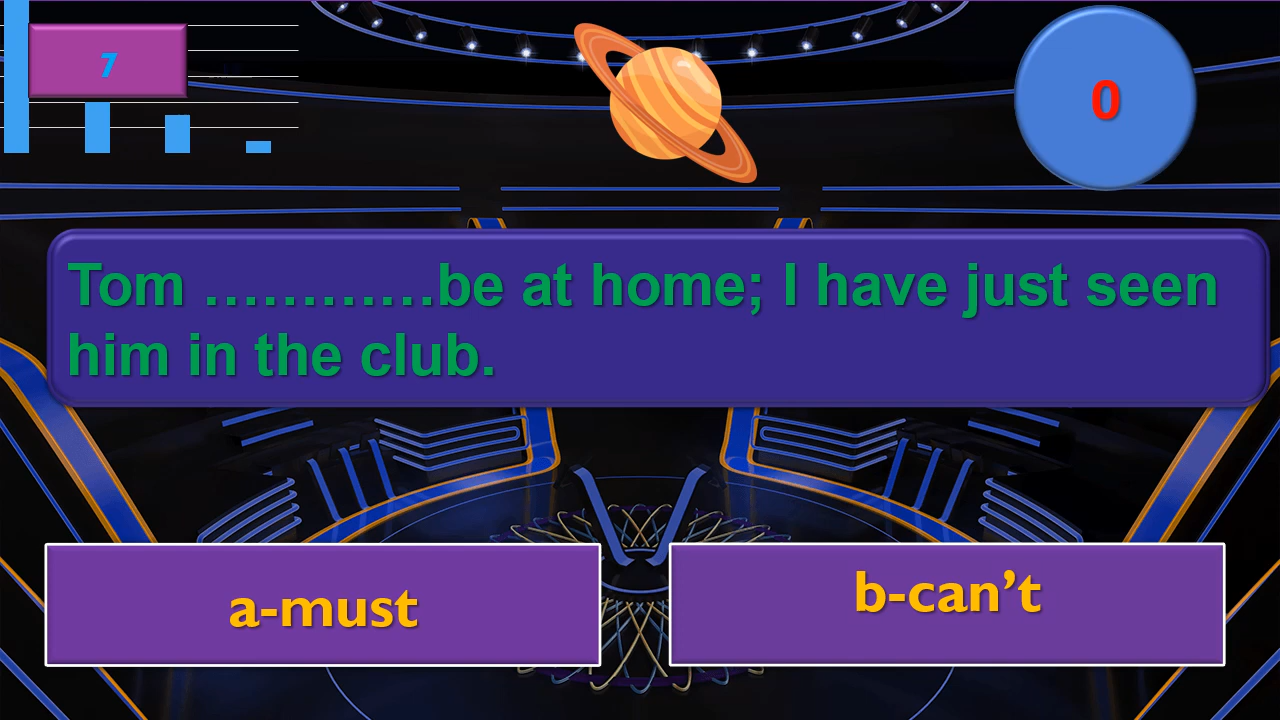 7
0
Tom …………be at home; I have just seen
him in the club.
a-must
b-can’t